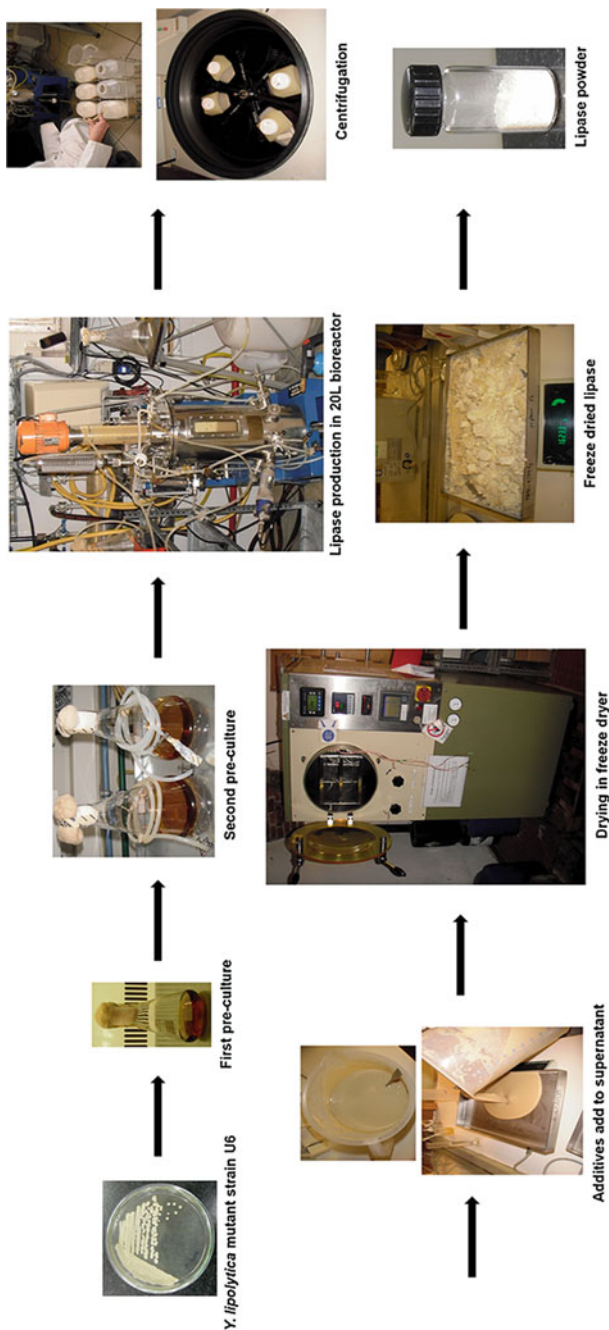 Y. lipolytica mutant strain U6
First pre-culture
Second pre-culture
Lipase production in 20L bioreactor
Centrifugation
Additives add to supernatant
Drying in freeze dryer
Freeze dried lipase
Lipase powder